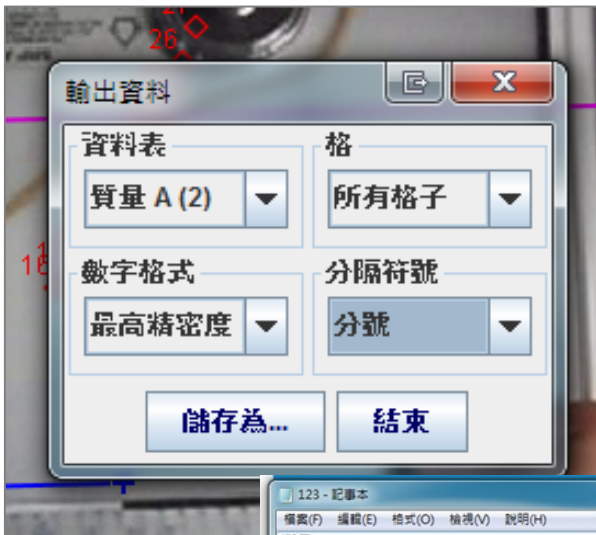 26
輸出資料
資料表
格
質量 A (2)
所有格子
數字格式
分隔符號
最高精密度
分號
儲存為...
結束
123 - 記事本
檔案(F) 編輯(E) 格式(O) 檢視(V) 說明(H)